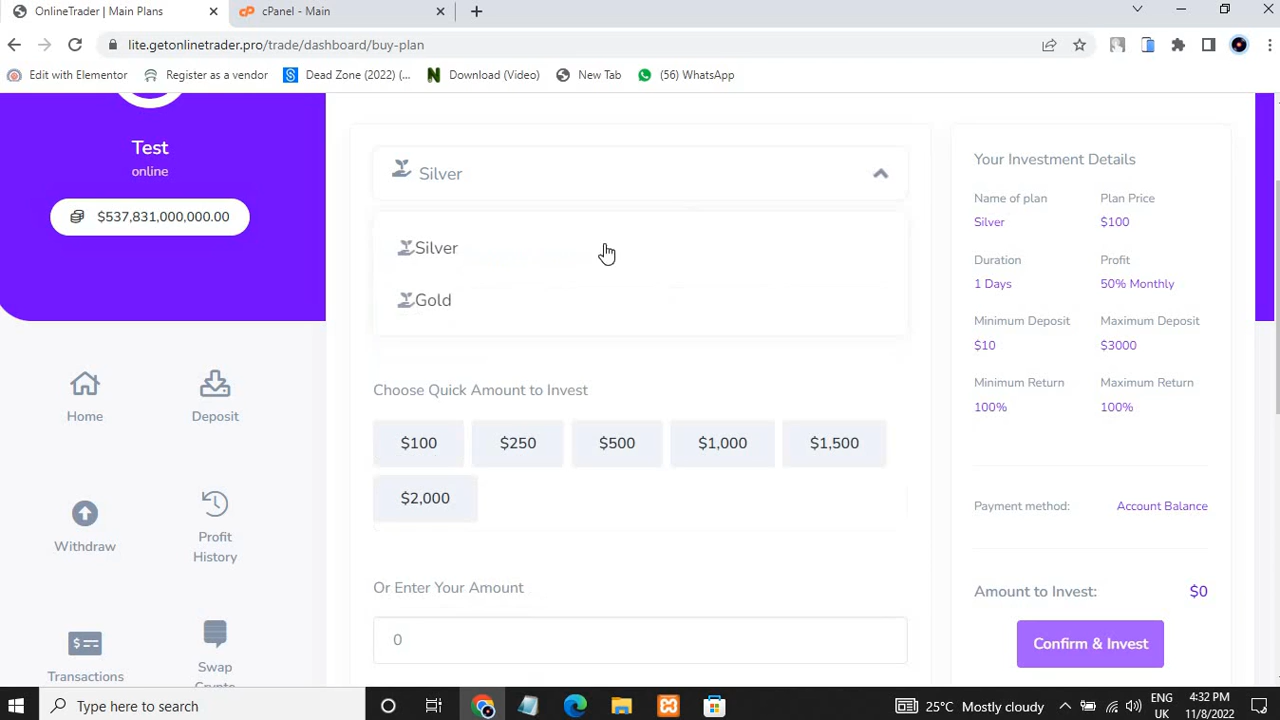 OnlineTrader | Main Plans
cPanel - Main
lite.getonlinetrader.pro/trade/dashboard/buy-plan
Edit with Elementor
Register as a vendor
Dead Zone (2022) (...
Download (Video)
New Tab
(56) WhatsApp
Test
online
$537,831,000,000.00
Home
Deposit
Withdraw
Profit
History
Transactions
Swap
Crypto
Silver
Silver
Gold
Choose Quick Amount to Invest
$100 $250 $500 $1,000 $1,500
$2,000
Or Enter Your Amount
0
Your Investment Details
Name of plan Plan Price
Silver $100
Duration Profit
1 Days 50% Monthly
Minimum Deposit Maximum Deposit
$10 $3000
Minimum Return Maximum Return
100% 100%
Payment method: Account Balance
Amount to Invest: $0
Confirm & Invest
Type here to search
25°C Mostly cloudy
ENG
UK
4:32 PM
11/8/2022